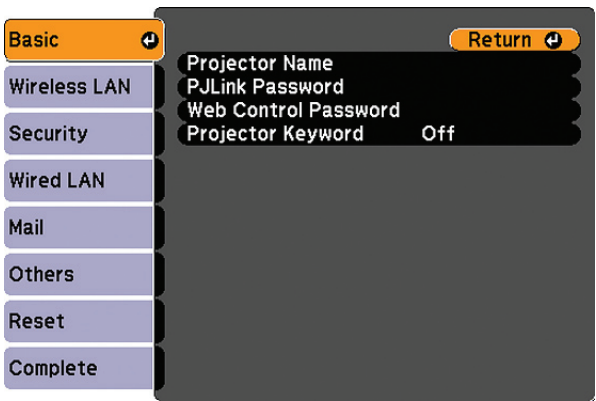 Basic
Wireless LAN
Security
Wired LAN
Mail
Others
Reset
Complete
Return
Projector Name
PJLink Password
Web Control Password
Projector Keyword Off